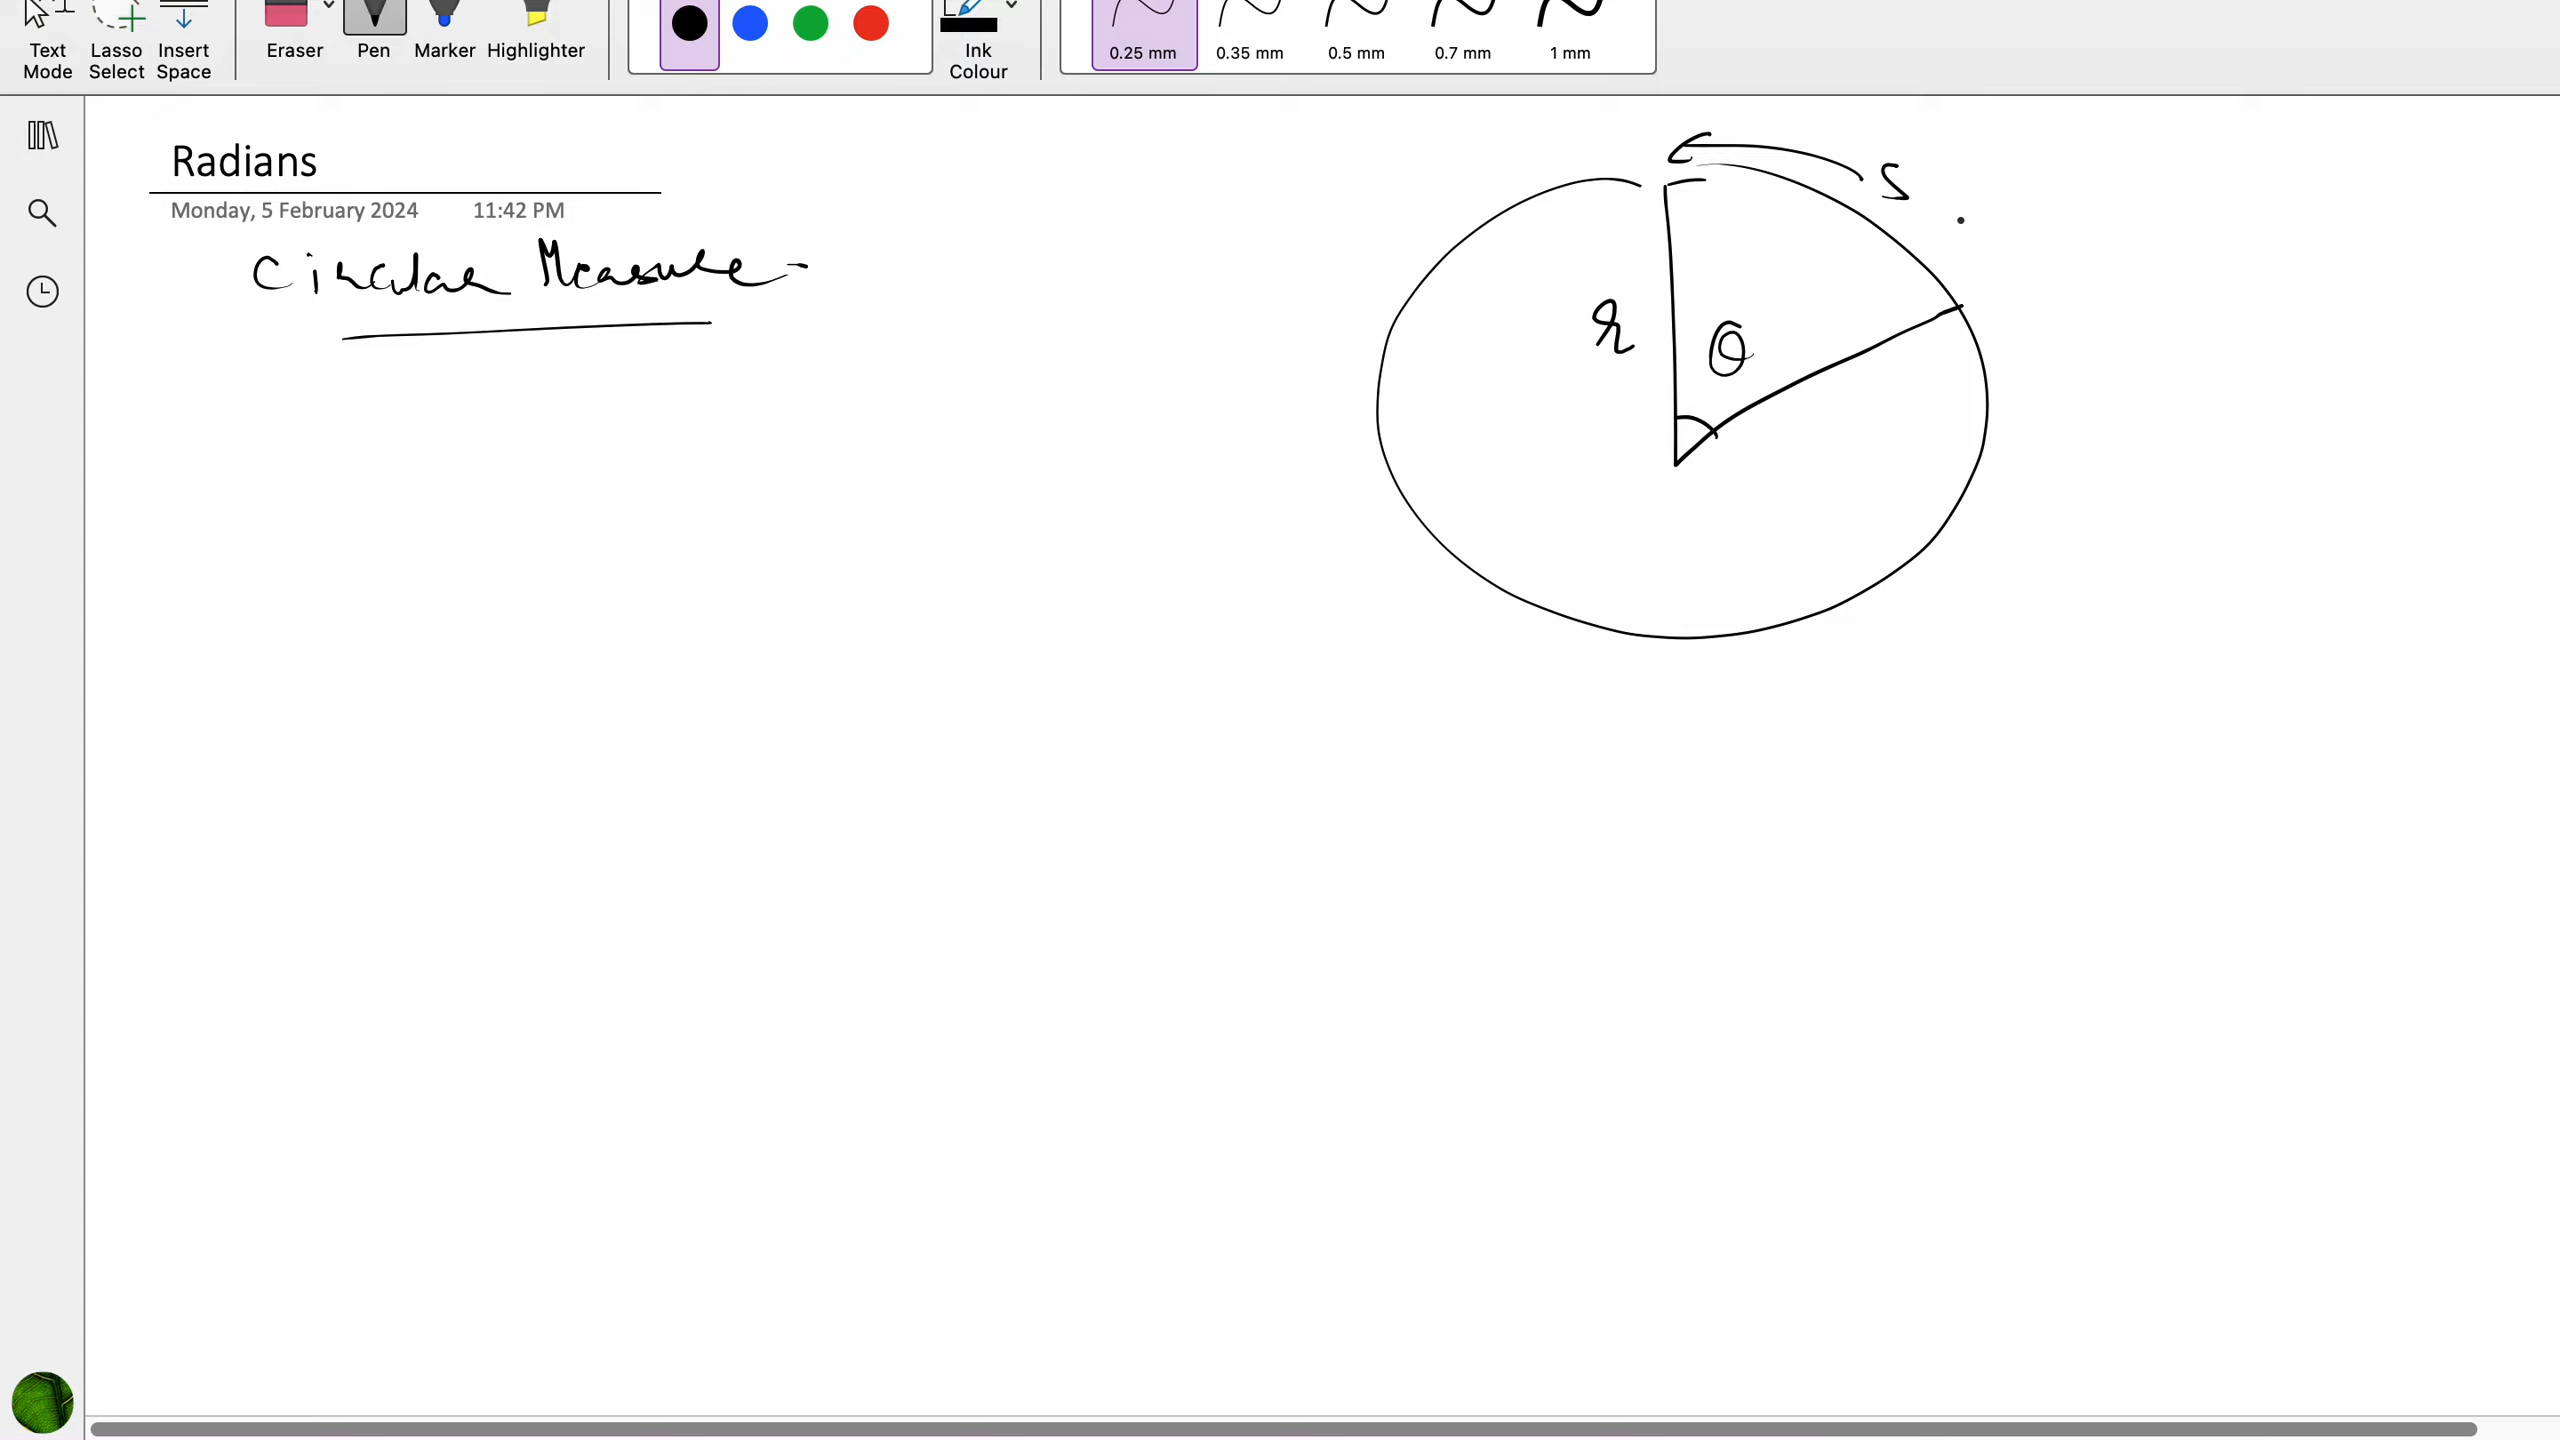 Text Mode
Lasso Select
Insert Space
Eraser
Pen
Marker
Highlighter
Ink Colour
0.25 mm
0.35 mm
0.5 mm
0.7 mm
1 mm
Radians
Monday, 5 February 2024 11:42 PM
Circular Measure -
s
r
θ